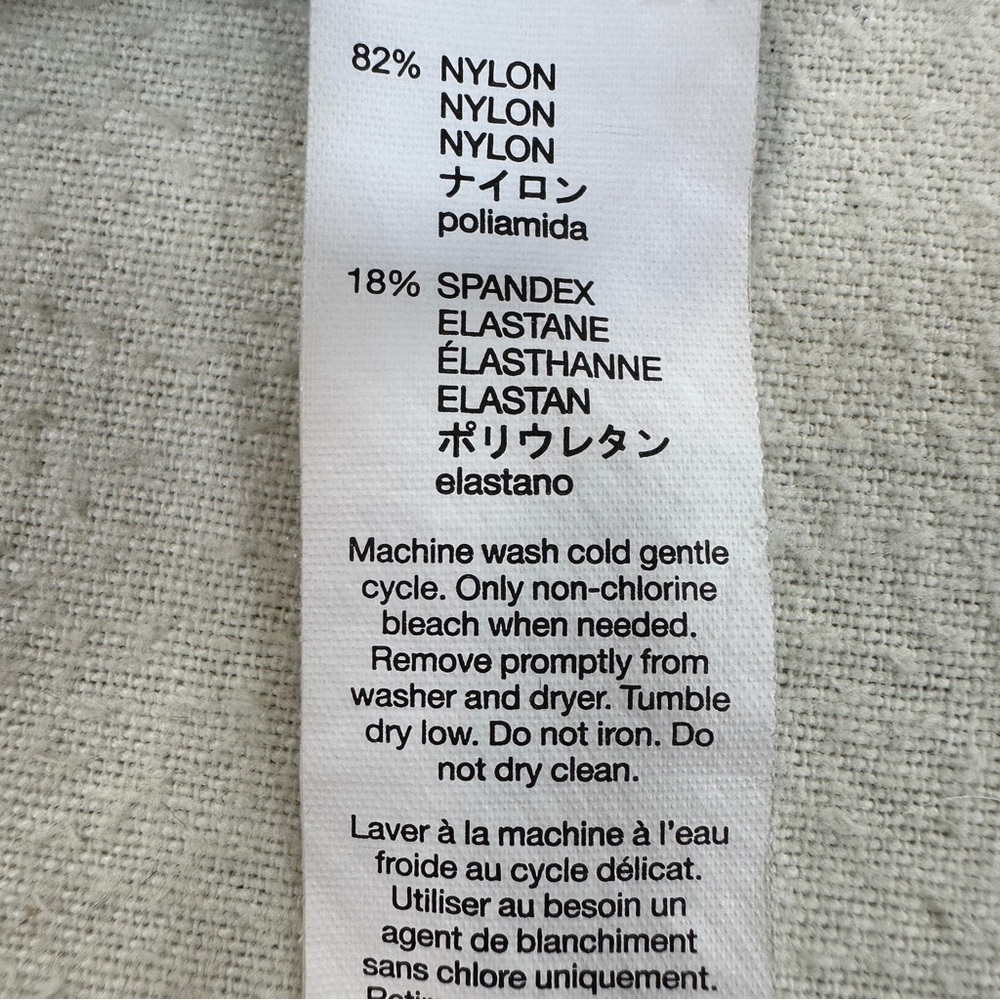 82% NYLON
NYLON
NYLON
ナイロン
poliamida
18% SPANDEX
ELASTANE
ÉLASTHANNE
ELASTAN
ポリウレタン
elastano
Machine wash cold gentle
cycle. Only non-chlorine
bleach when needed.
Remove promptly from
washer and dryer. Tumble
dry low. Do not iron. Do
not dry clean.
Laver à la machine à l'eau
froide au cycle délicat.
Utiliser au besoin un
agent de blanchiment
sans chlore uniquement.